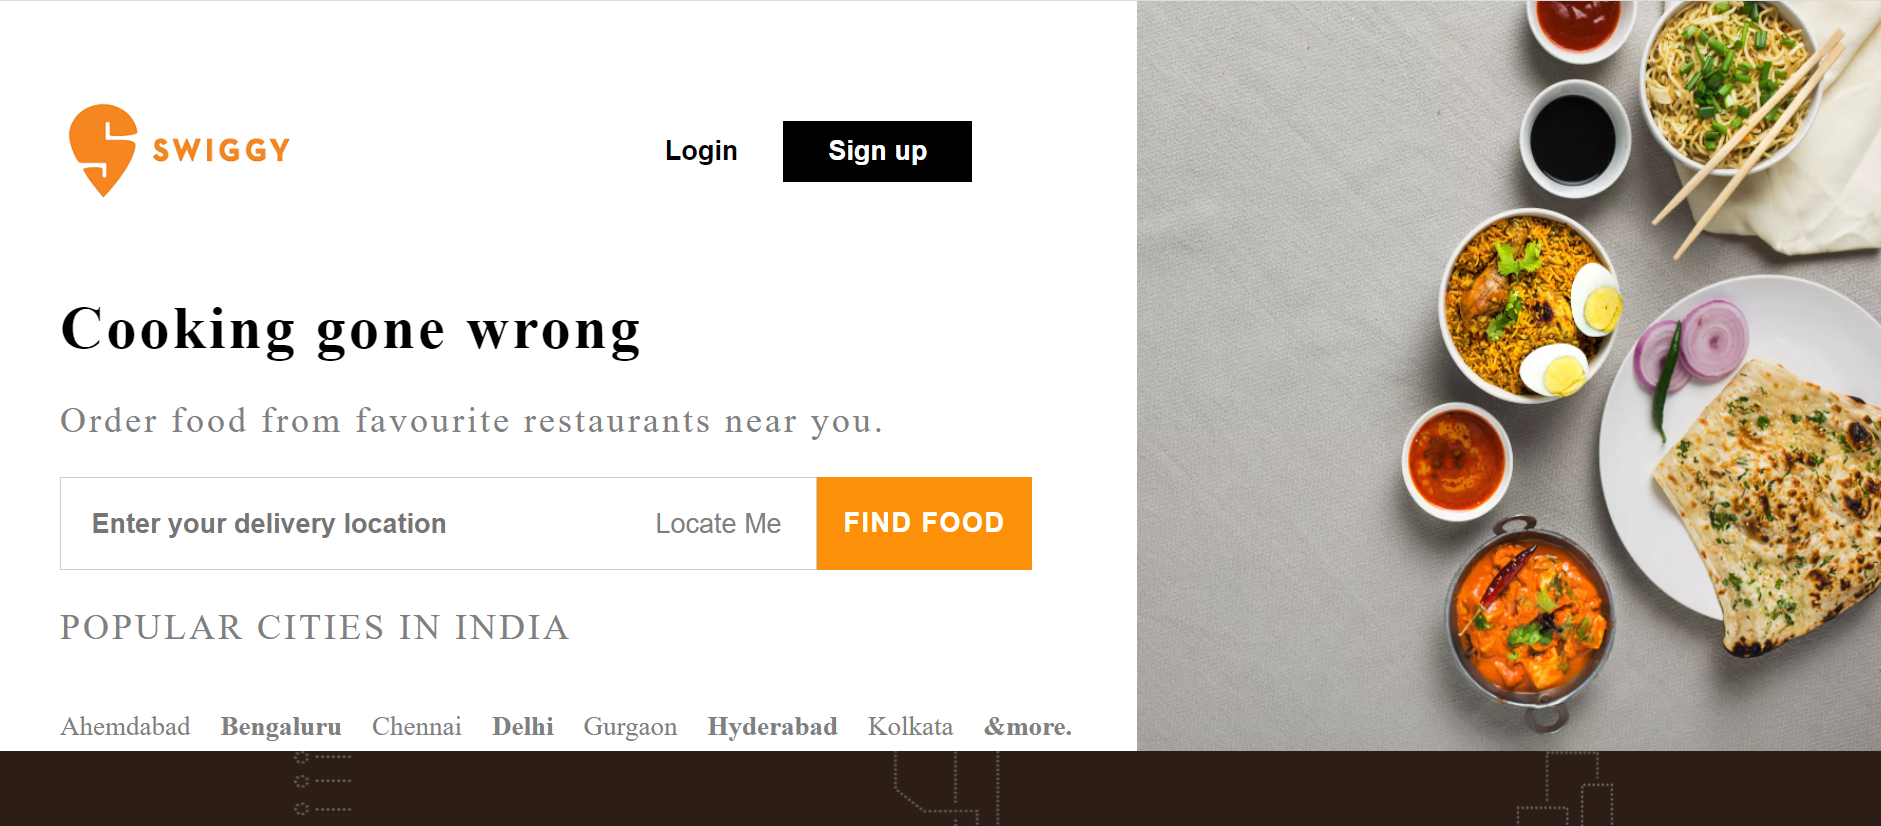 SWIGGY
Login Sign up
Cooking gone wrong
Order food from favourite restaurants near you.
Enter your delivery location Locate Me FIND FOOD
POPULAR CITIES IN INDIA
Ahemdabad Bengaluru Chennai Delhi Gurgaon Hyderabad Kolkata &more.